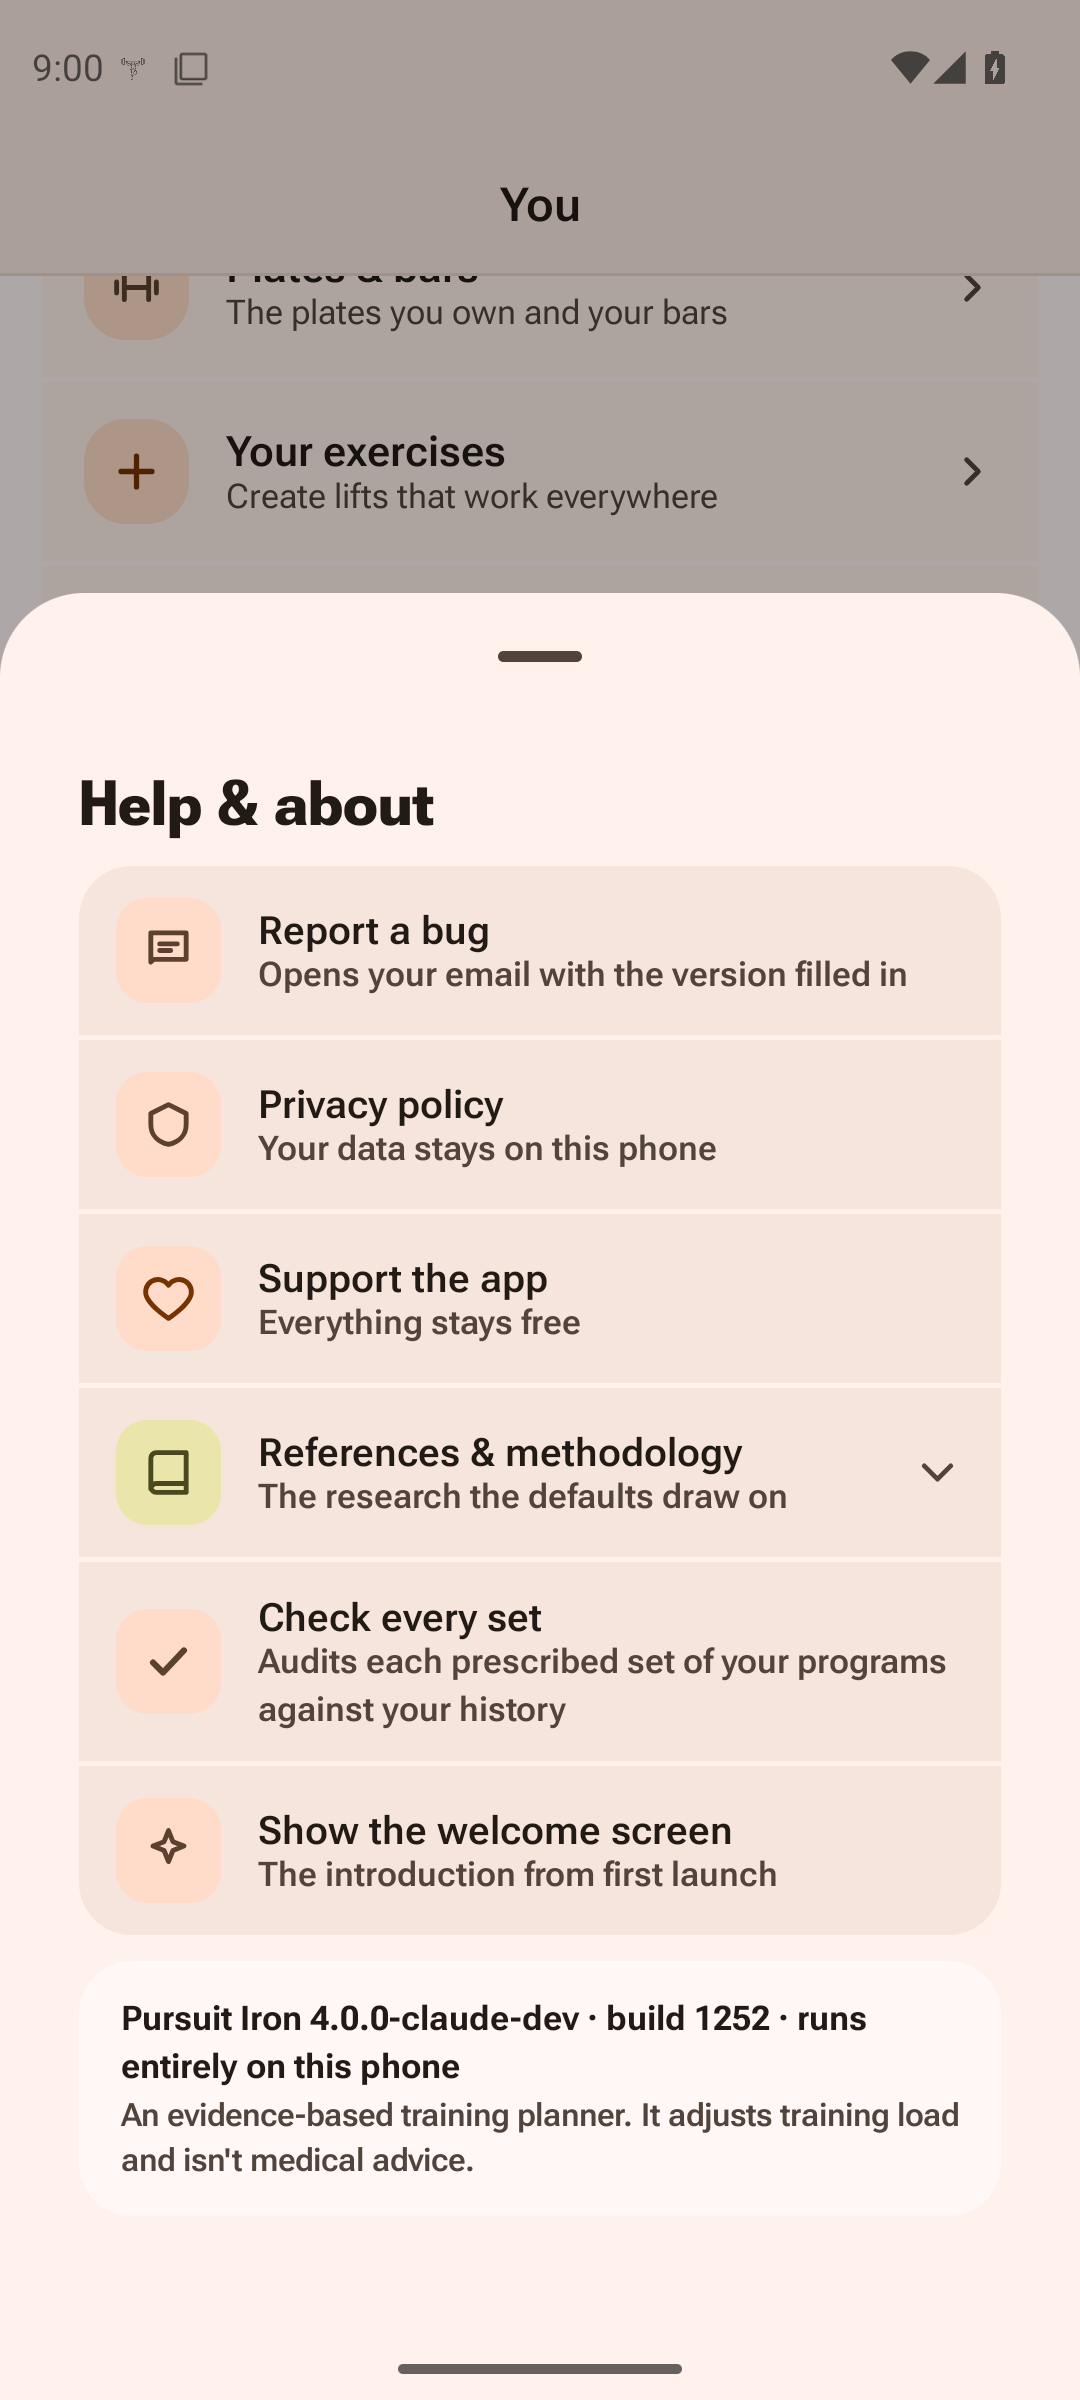 9:00
You
Plates & bars
The plates you own and your bars
Your exercises
Create lifts that work everywhere
Help & about
Report a bug
Opens your email with the version filled in
Privacy policy
Your data stays on this phone
Support the app
Everything stays free
References & methodology
The research the defaults draw on
Check every set
Audits each prescribed set of your programs
against your history
Show the welcome screen
The introduction from first launch
Pursuit Iron 4.0.0-claude-dev · build 1252 · runs
entirely on this phone
An evidence-based training planner. It adjusts training load
and isn't medical advice.